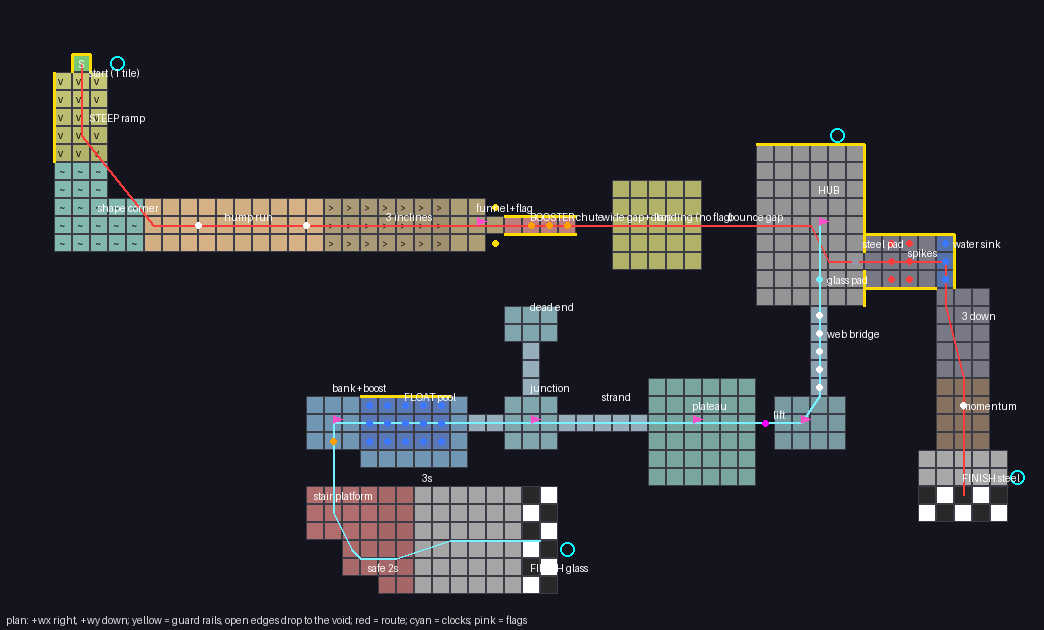 S
start (1 tile)
v v v
v v v
STEEP ramp
v v v
v v v
v v v
~ ~ ~
~ ~ ~
HUB
shape corner
hump run
3 inclines
funnel+flag
BOOSTER chute
wide gap+drop
landing (no flag)
bounce gap
~ ~ ~ ~ ~ > > > > > > >
~ ~ ~ ~ ~ > > > > > > >
~ ~ ~ ~ ~ > > > > > > >
steel pad
water sink
spikes
glass pad
dead end
3 down
web bridge
bank+boost
junction
FLOAT pool
strand
plateau
lift
momentum
3s
FINISH steel
stair platform
safe 2s
FINISH glass
plan: +wx right, +wy down; yellow = guard rails, open edges drop to the void; red = route; cyan = clocks; pink = flags